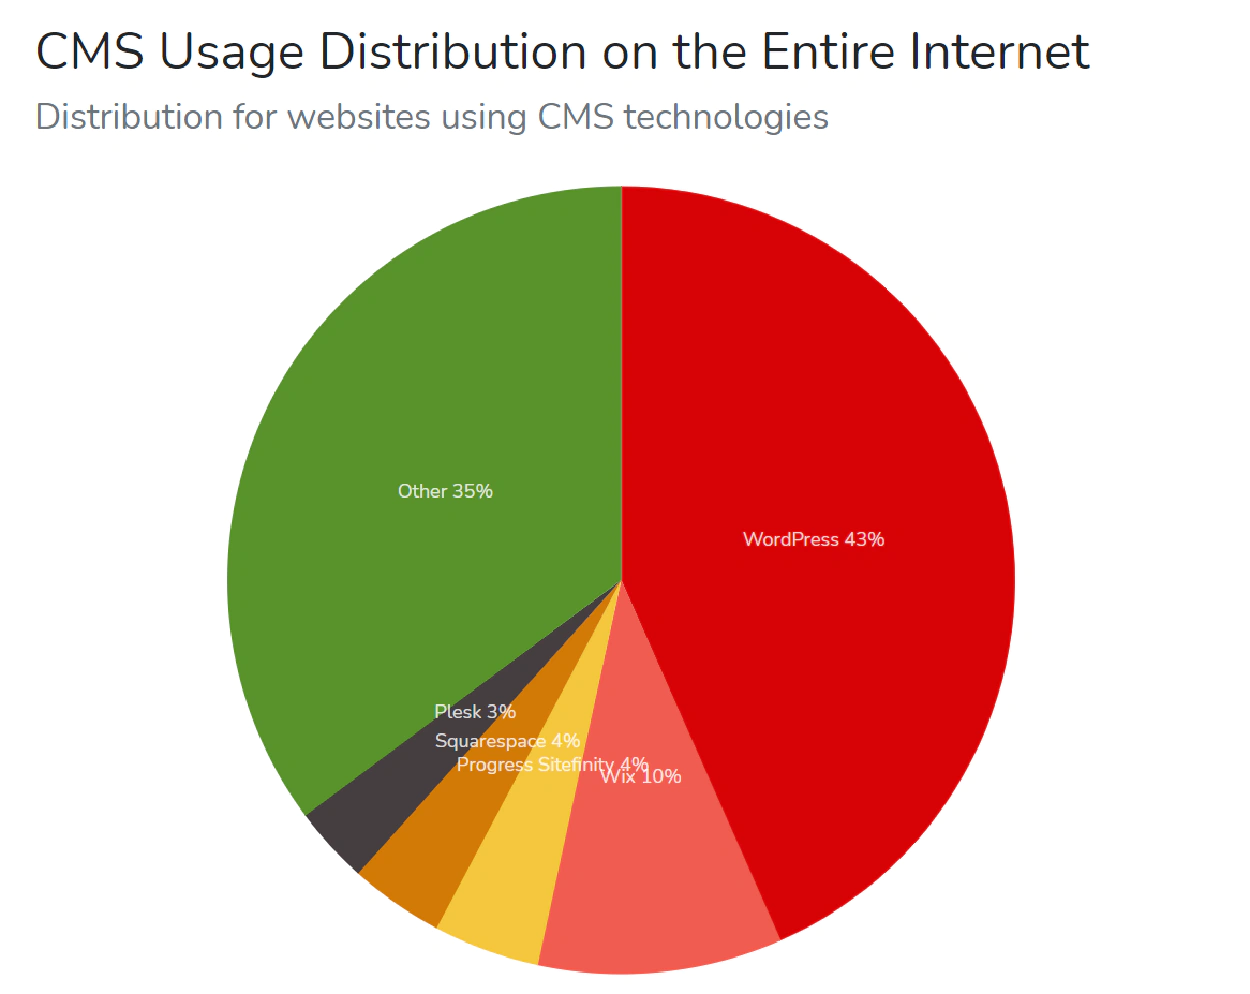 CMS Usage Distribution on the Entire Internet
Distribution for websites using CMS technologies
Other 35%
WordPress 43%
Plesk 3%
Squarespace 4%
Progress Sitefinity 4%
Wix 10%